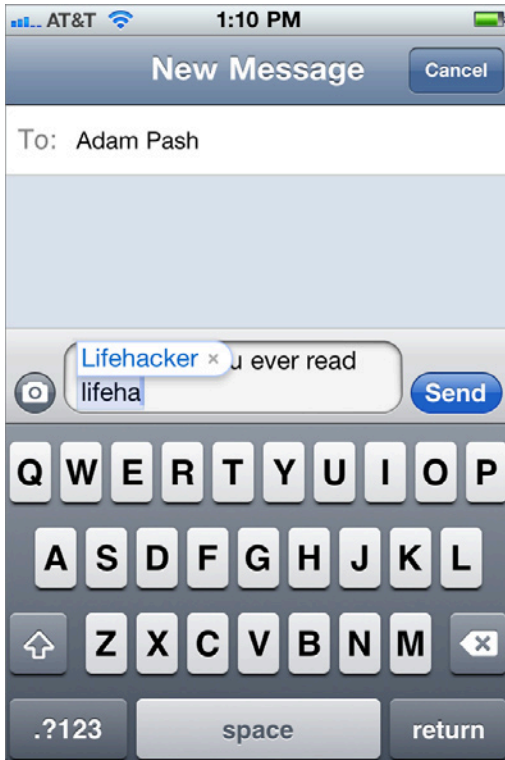 AT&T 1:10 PM
New Message Cancel
To: Adam Pash
Lifehacker × u ever read
lifeha
Send
Q W E R T Y U I O P
A S D F G H J K L
Z X C V B N M
.?123 space return